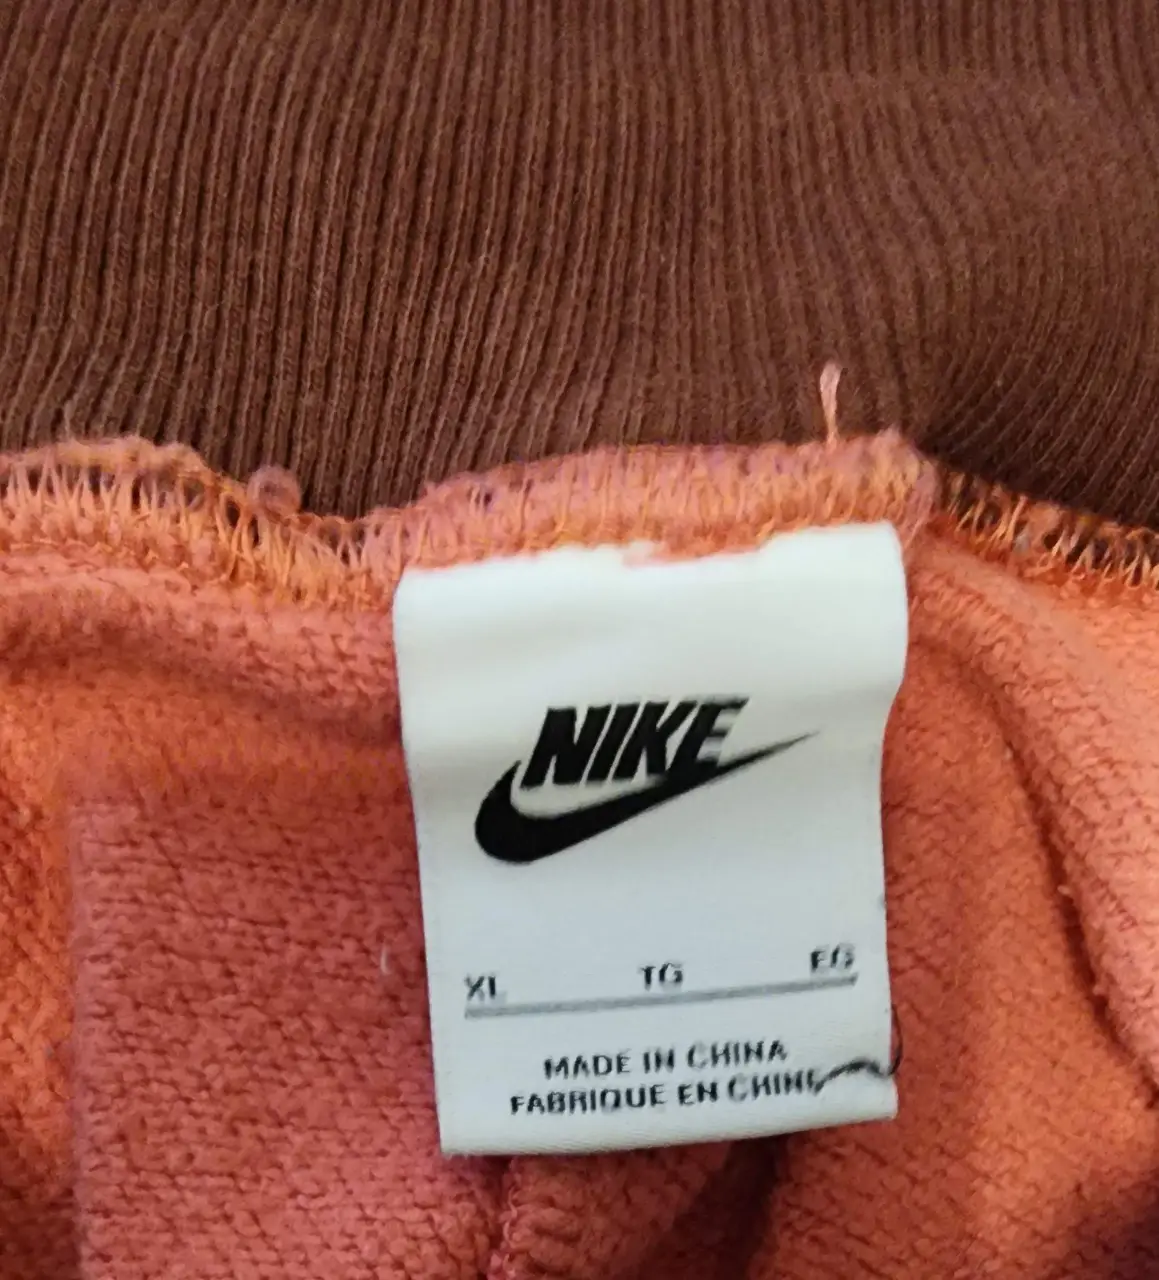 NIKE
XL TG EG
MADE IN CHINA
FABRIQUE EN CHINE